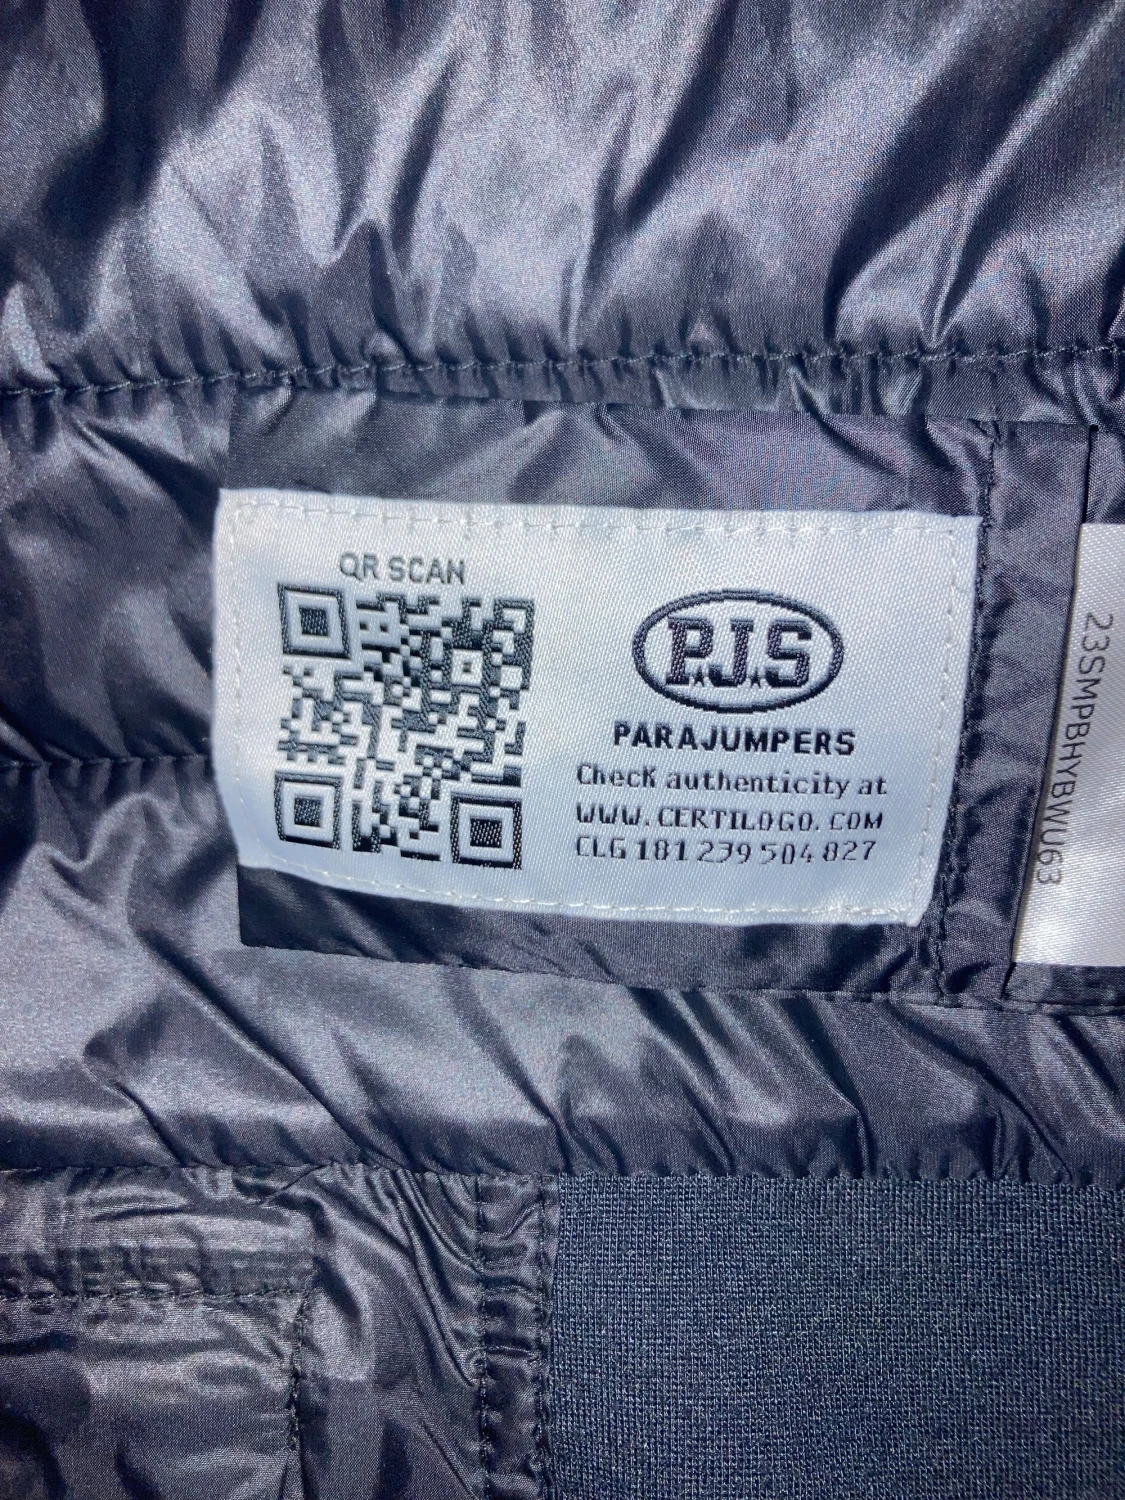 QR SCAN
P.J.S
PARAJUMPERS
Check authenticity at
WWW.CERTILOGO.COM
CLG 181 239 504 827
23SMPBHYBWU63